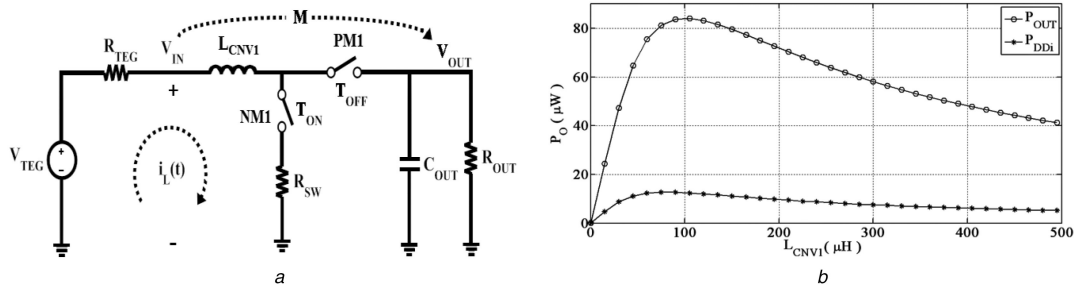 M
R_TEG
V_IN
L_CNV1
PM1
V_OUT
+
T_OFF
NM1
T_ON
V_TEG
+
-
i_L(t)
R_SW
C_OUT
R_OUT
-
a
100
80
60
40
20
0
P_O (μW)
P_OUT
P_DDi
0
100
200
300
400
500
L_CNV1 (μH)
b